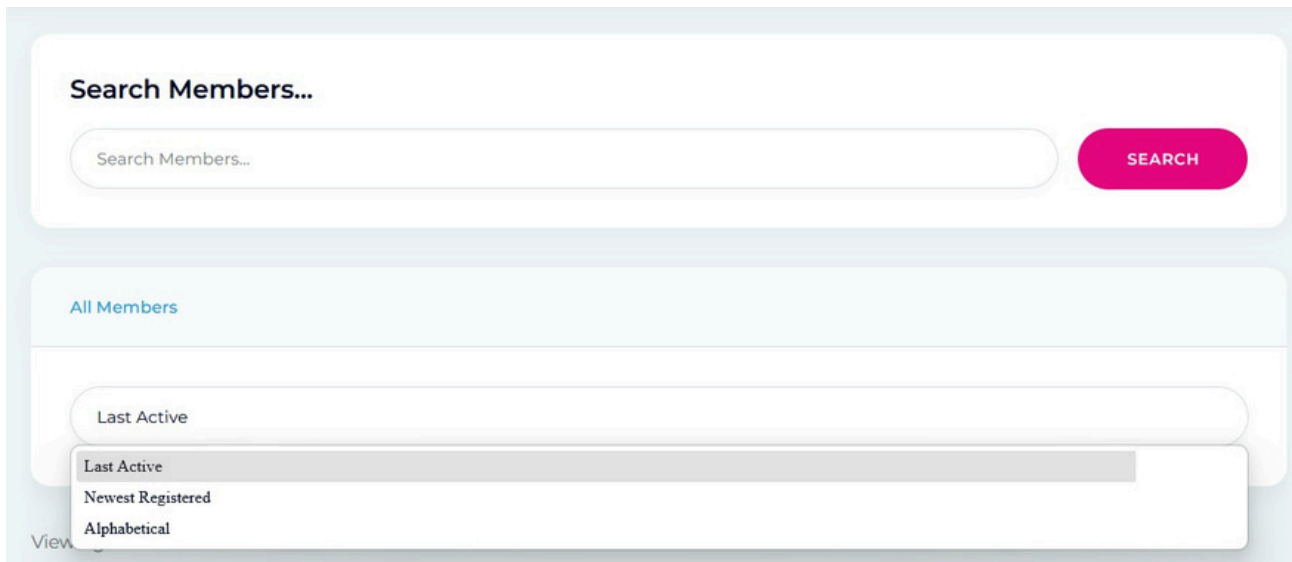 Search Members...
Search Members...
SEARCH
All Members
Last Active
Last Active
Newest Registered
Alphabetical